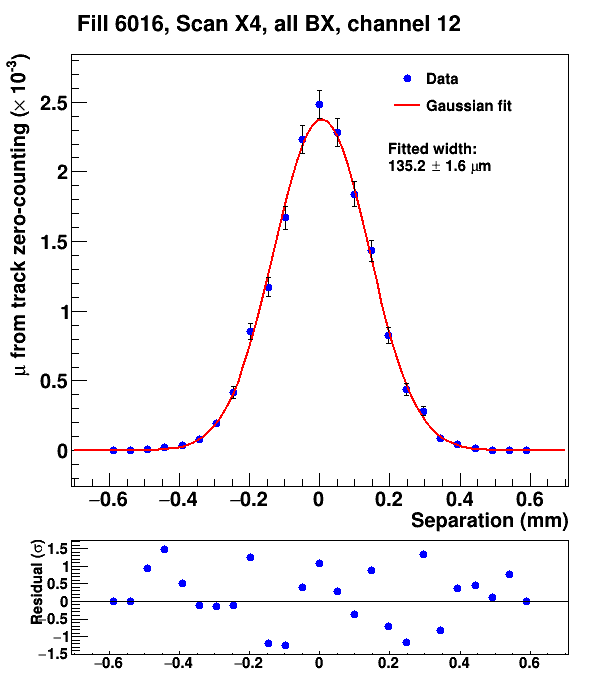 Fill 6016, Scan X4, all BX, channel 12
μ from track zero-counting (× 10⁻³)
Data
Gaussian fit
Fitted width:
135.2 ± 1.6 μm
2.5
2
1.5
1
0.5
0
−0.6 −0.4 −0.2 0 0.2 0.4 0.6
Separation (mm)
Residual (σ)
1.5
1
0.5
0
−0.5
−1
−1.5
−0.6 −0.4 −0.2 0 0.2 0.4 0.6